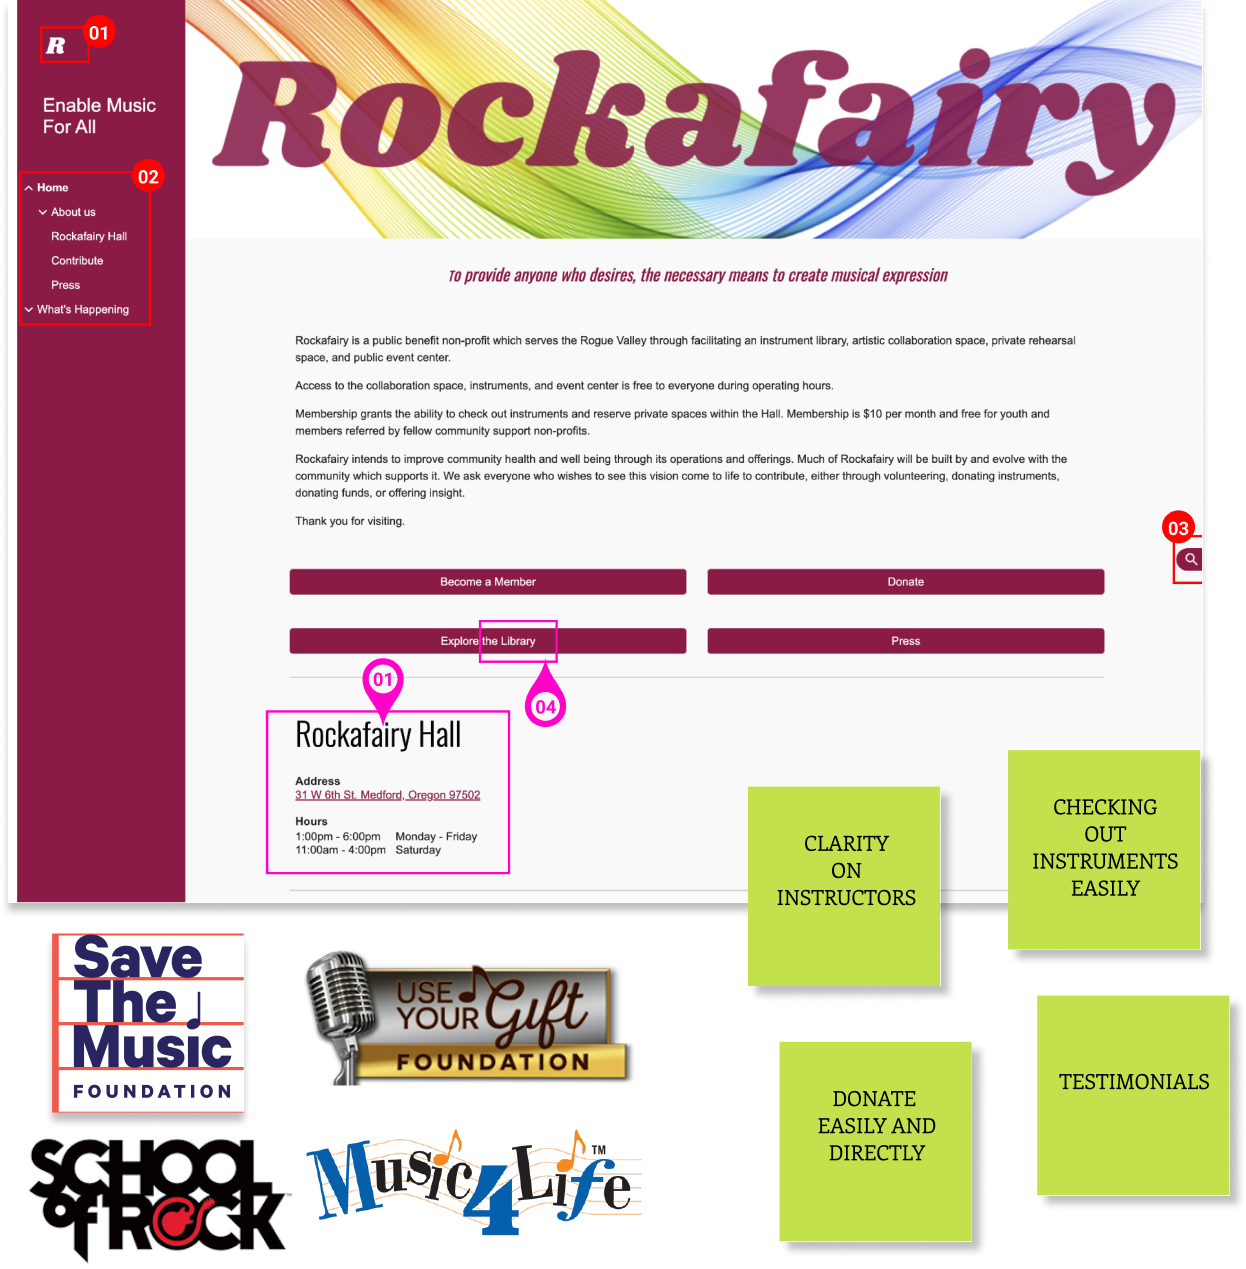 R
01
Enable Music
For All
02
Home
About us
Rockafairy Hall
Contribute
Press
What's Happening
Rockafairy
To provide anyone who desires, the necessary means to create musical expression
Rockafairy is a public benefit non-profit which serves the Rogue Valley through facilitating an instrument library, artistic collaboration space, private rehearsal
space, and public event center.
Access to the collaboration space, instruments, and event center is free to everyone during operating hours.
Membership grants the ability to check out instruments and reserve private spaces within the Hall. Membership is $10 per month and free for youth and
members referred by fellow community support non-profits.
Rockafairy intends to improve community health and well being through its operations and offerings. Much of Rockafairy will be built by and evolve with the
community which supports it. We ask everyone who wishes to see this vision come to life to contribute, either through volunteering, donating instruments,
donating funds, or offering insight.
Thank you for visiting.
03
Become a Member
Donate
Explore the Library
Press
01
04
Rockafairy Hall
Address
31 W 6th St. Medford, Oregon 97502
Hours
1:00pm - 6:00pm Monday - Friday
11:00am - 4:00pm Saturday
CLARITY
ON
INSTRUCTORS
CHECKING
OUT
INSTRUMENTS
EASILY
Save
The
Music
FOUNDATION
USE
YOUR Gift
FOUNDATION
SCHOOL
of ROCK
Music4Life™
DONATE
EASILY AND
DIRECTLY
TESTIMONIALS